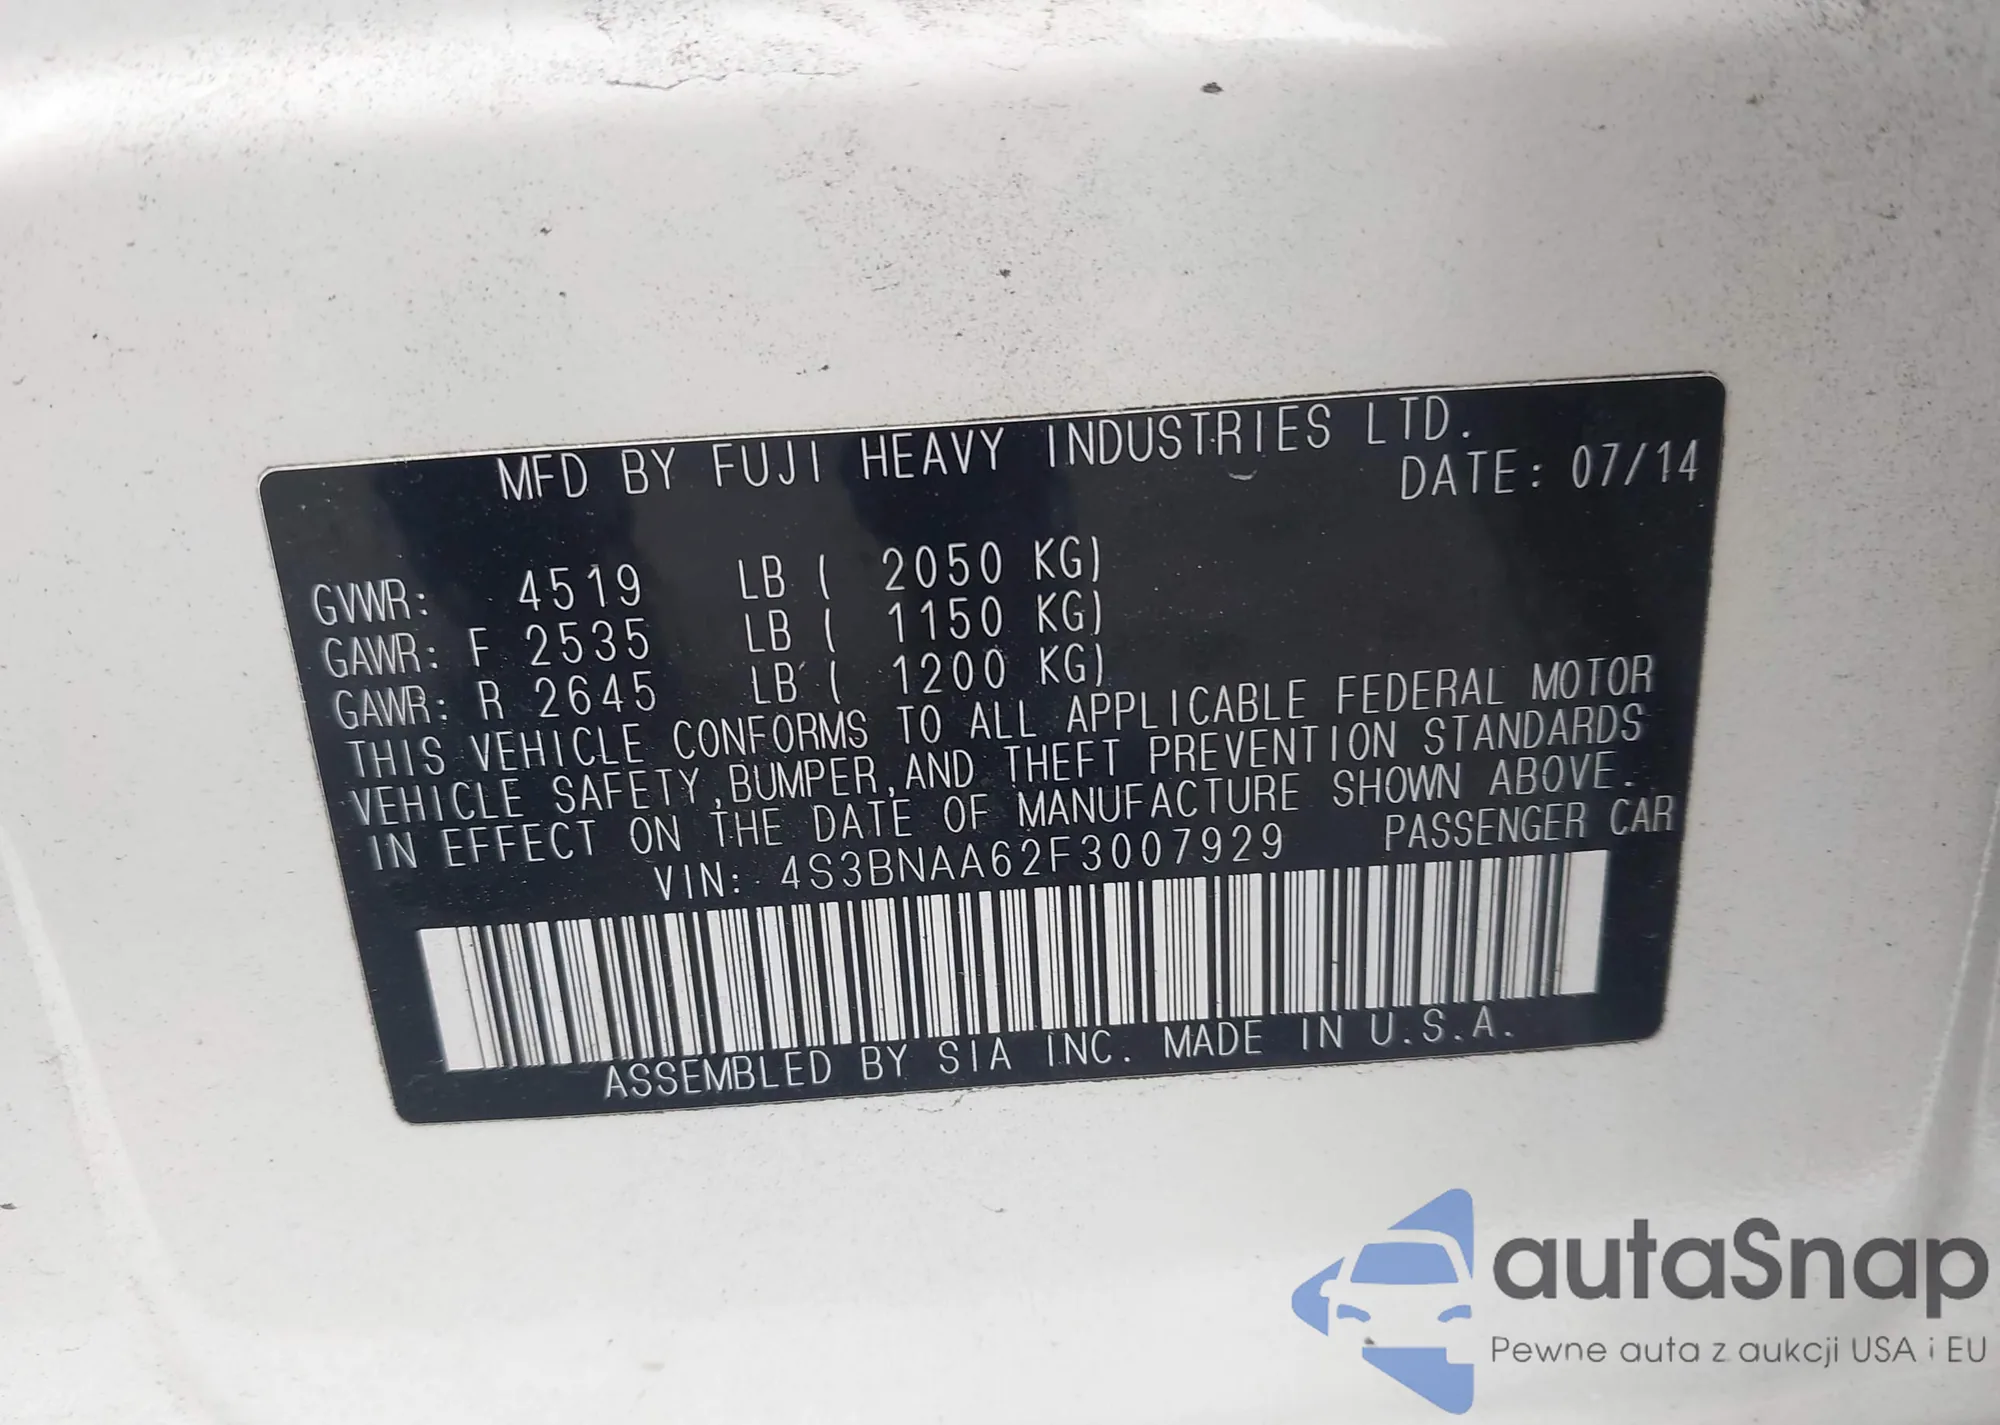 MFD BY FUJI HEAVY INDUSTRIES LTD.
DATE: 07/14
GVWR: 4519 LB ( 2050 KG)
GAWR: F 2535 LB ( 1150 KG)
GAWR: R 2645 LB ( 1200 KG)
THIS VEHICLE CONFORMS TO ALL APPLICABLE FEDERAL MOTOR
VEHICLE SAFETY,BUMPER,AND THEFT PREVENTION STANDARDS
IN EFFECT ON THE DATE OF MANUFACTURE SHOWN ABOVE.
VIN: 4S3BNAA62F3007929 PASSENGER CAR
ASSEMBLED BY SIA INC. MADE IN U.S.A.
autaSnap
Pewne auta z aukcji USA i EU